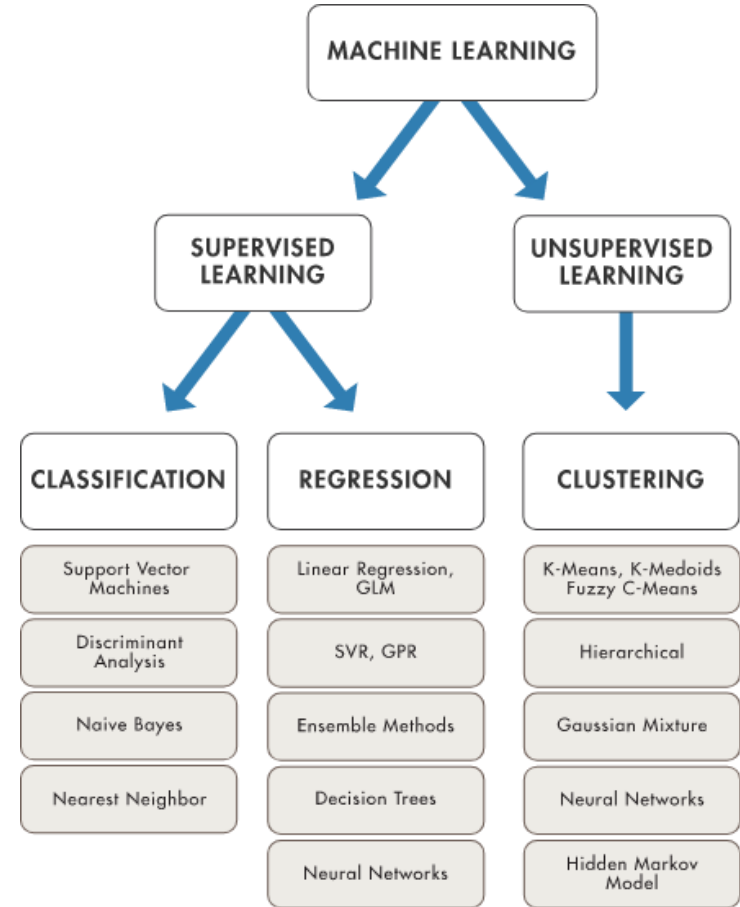 MACHINE LEARNING
SUPERVISED
LEARNING
UNSUPERVISED
LEARNING
CLASSIFICATION
Support Vector
Machines
Discriminant
Analysis
Naive Bayes
Nearest Neighbor
REGRESSION
Linear Regression,
GLM
SVR, GPR
Ensemble Methods
Decision Trees
Neural Networks
CLUSTERING
K-Means, K-Medoids
Fuzzy C-Means
Hierarchical
Gaussian Mixture
Neural Networks
Hidden Markov
Model